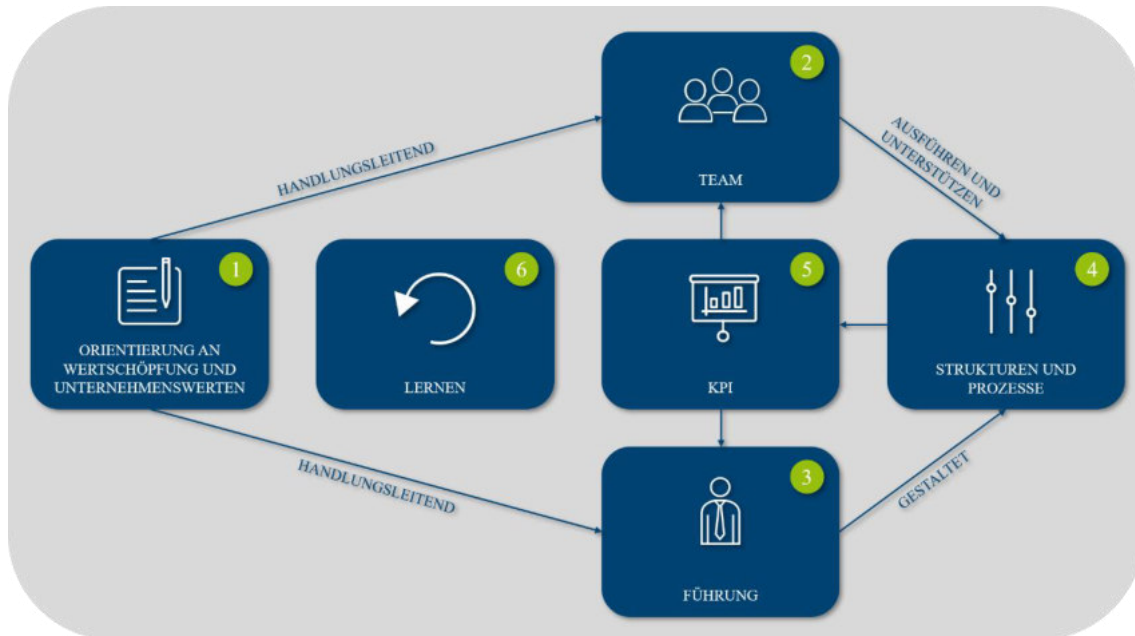 2
TEAM
HANDLUNGSLEITEND
AUSFÜHREN UND
UNTERSTÜTZEN
1
ORIENTIERUNG AN
WERTSCHÖPFUNG UND
UNTERNEHMENSWERTEN
6
LERNEN
5
KPI
4
STRUKTUREN UND
PROZESSE
HANDLUNGSLEITEND
3
FÜHRUNG
GESTALTET